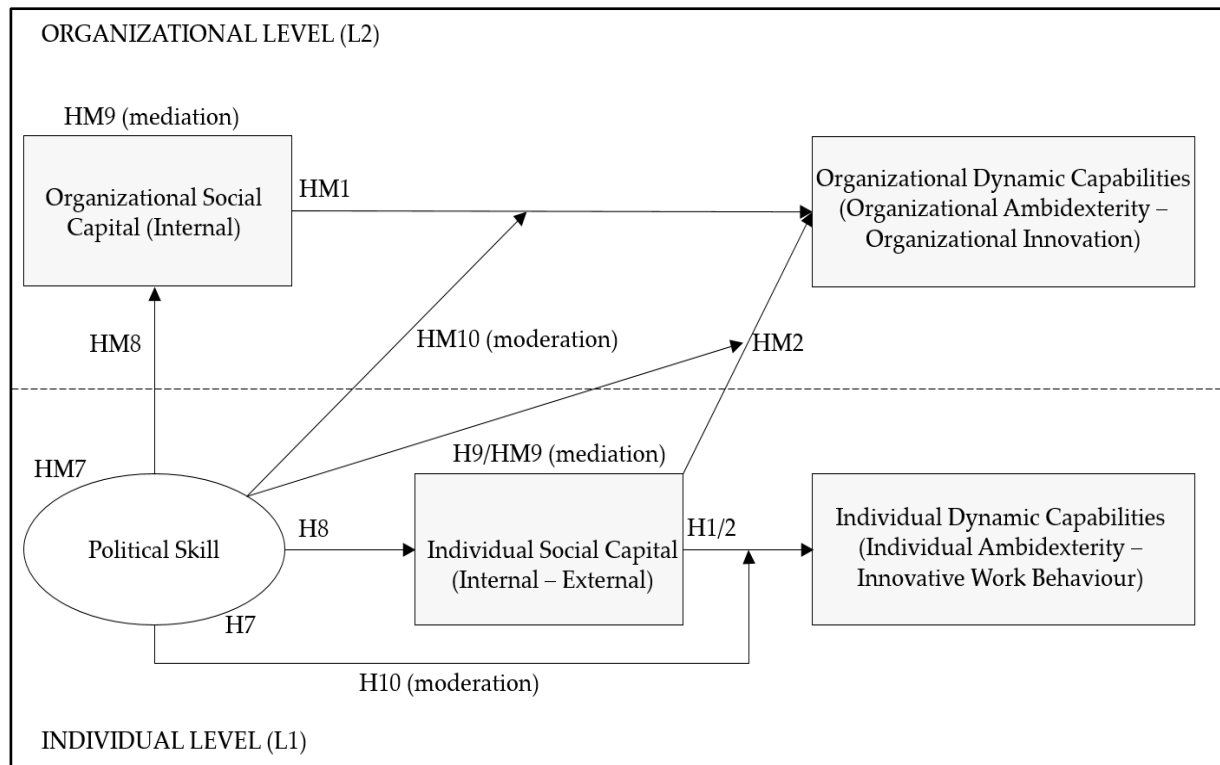 ORGANIZATIONAL LEVEL (L2)
HM9 (mediation)
Organizational Social
Capital (Internal)
HM1
Organizational Dynamic Capabilities
(Organizational Ambidexterity –
Organizational Innovation)
HM8
HM10 (moderation)
HM2
HM7
H9/HM9 (mediation)
Political Skill
H8
Individual Social Capital
(Internal – External)
H1/2
Individual Dynamic Capabilities
(Individual Ambidexterity –
Innovative Work Behaviour)
H7
H10 (moderation)
INDIVIDUAL LEVEL (L1)